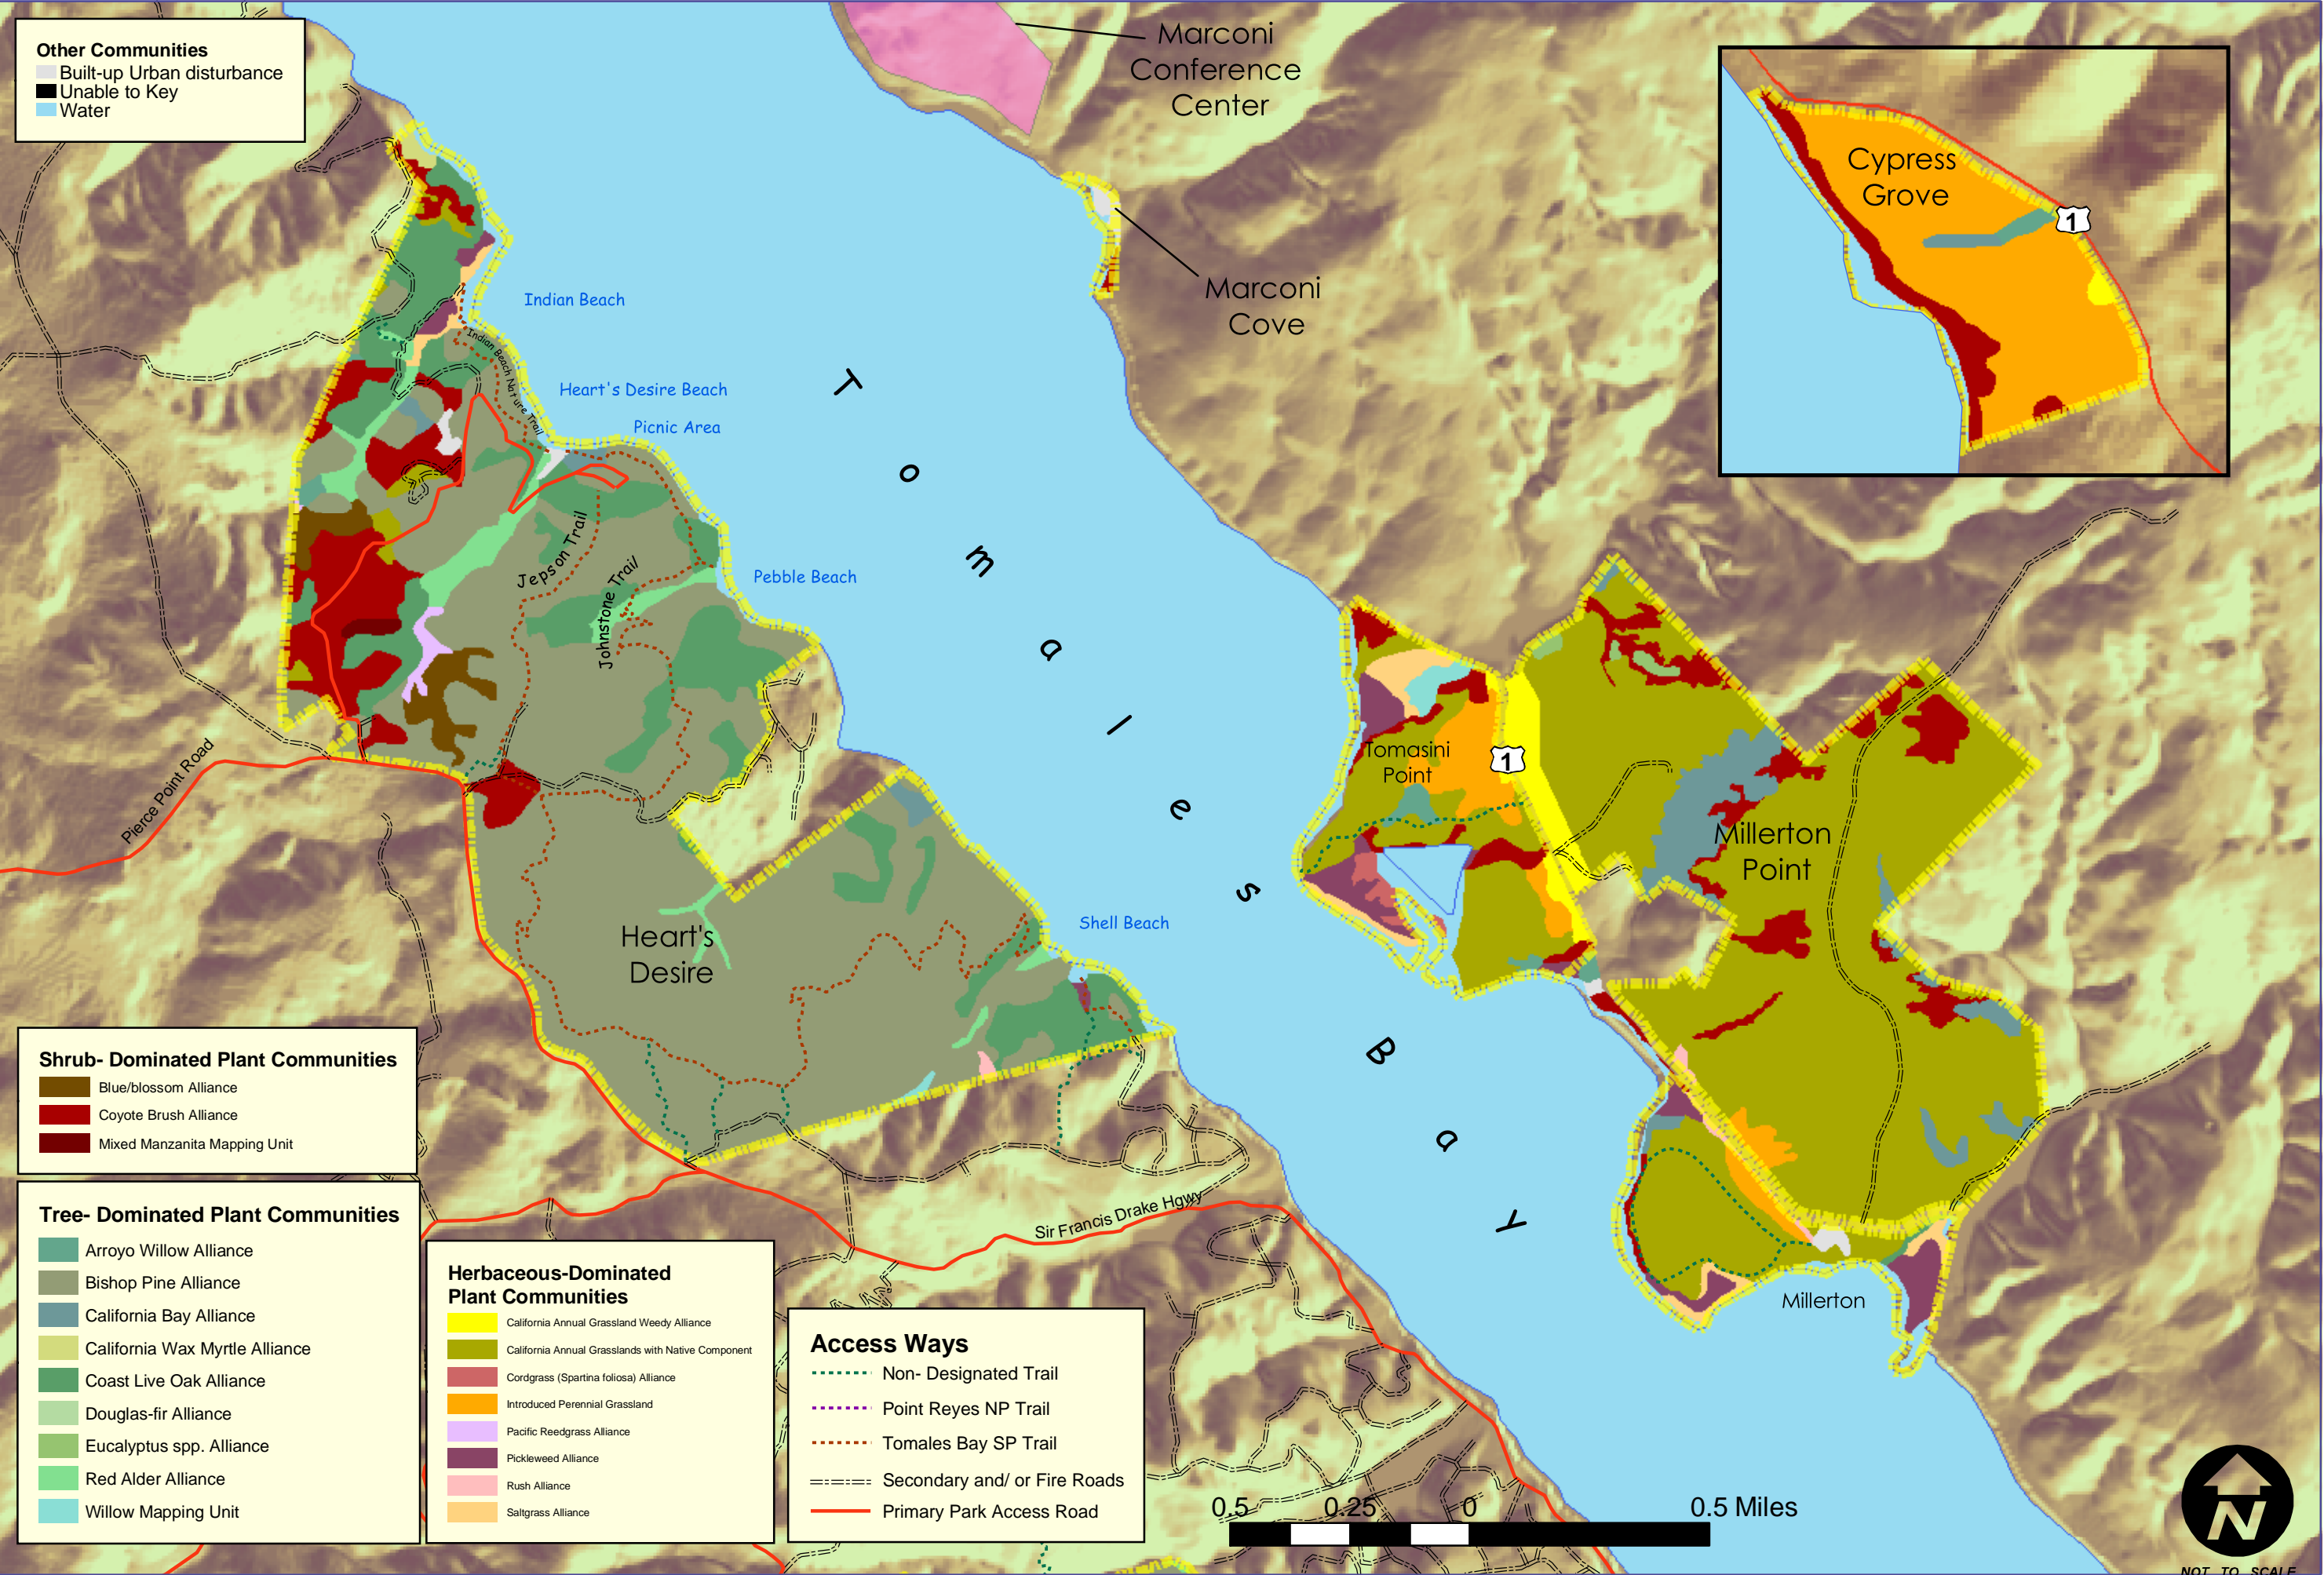 Other Communities
Built-up Urban disturbance
Unable to Key
Water
Marconi
Conference
Center
Marconi
Cove
Cypress
Grove
1
Indian Beach
Indian Beach Nature Trail
Heart's Desire Beach
Picnic Area
Jepson Trail
Johnstone Trail
Pebble Beach
Tomales Bay
Tomasini
Point
1
Millerton
Point
Pierce Point Road
Heart's
Desire
Shell Beach
Sir Francis Drake Hgwy
Millerton
Shrub- Dominated Plant Communities
Blue/blossom Alliance
Coyote Brush Alliance
Mixed Manzanita Mapping Unit
Tree- Dominated Plant Communities
Arroyo Willow Alliance
Bishop Pine Alliance
California Bay Alliance
California Wax Myrtle Alliance
Coast Live Oak Alliance
Douglas-fir Alliance
Eucalyptus spp. Alliance
Red Alder Alliance
Willow Mapping Unit
Herbaceous-Dominated
Plant Communities
California Annual Grassland Weedy Alliance
California Annual Grasslands with Native Component
Cordgrass (Spartina foliosa) Alliance
Introduced Perennial Grassland
Pacific Reedgrass Alliance
Pickleweed Alliance
Rush Alliance
Saltgrass Alliance
Access Ways
Non- Designated Trail
Point Reyes NP Trail
Tomales Bay SP Trail
Secondary and/ or Fire Roads
Primary Park Access Road
0.5 0.25 0 0.5 Miles
N
NOT TO SCALE